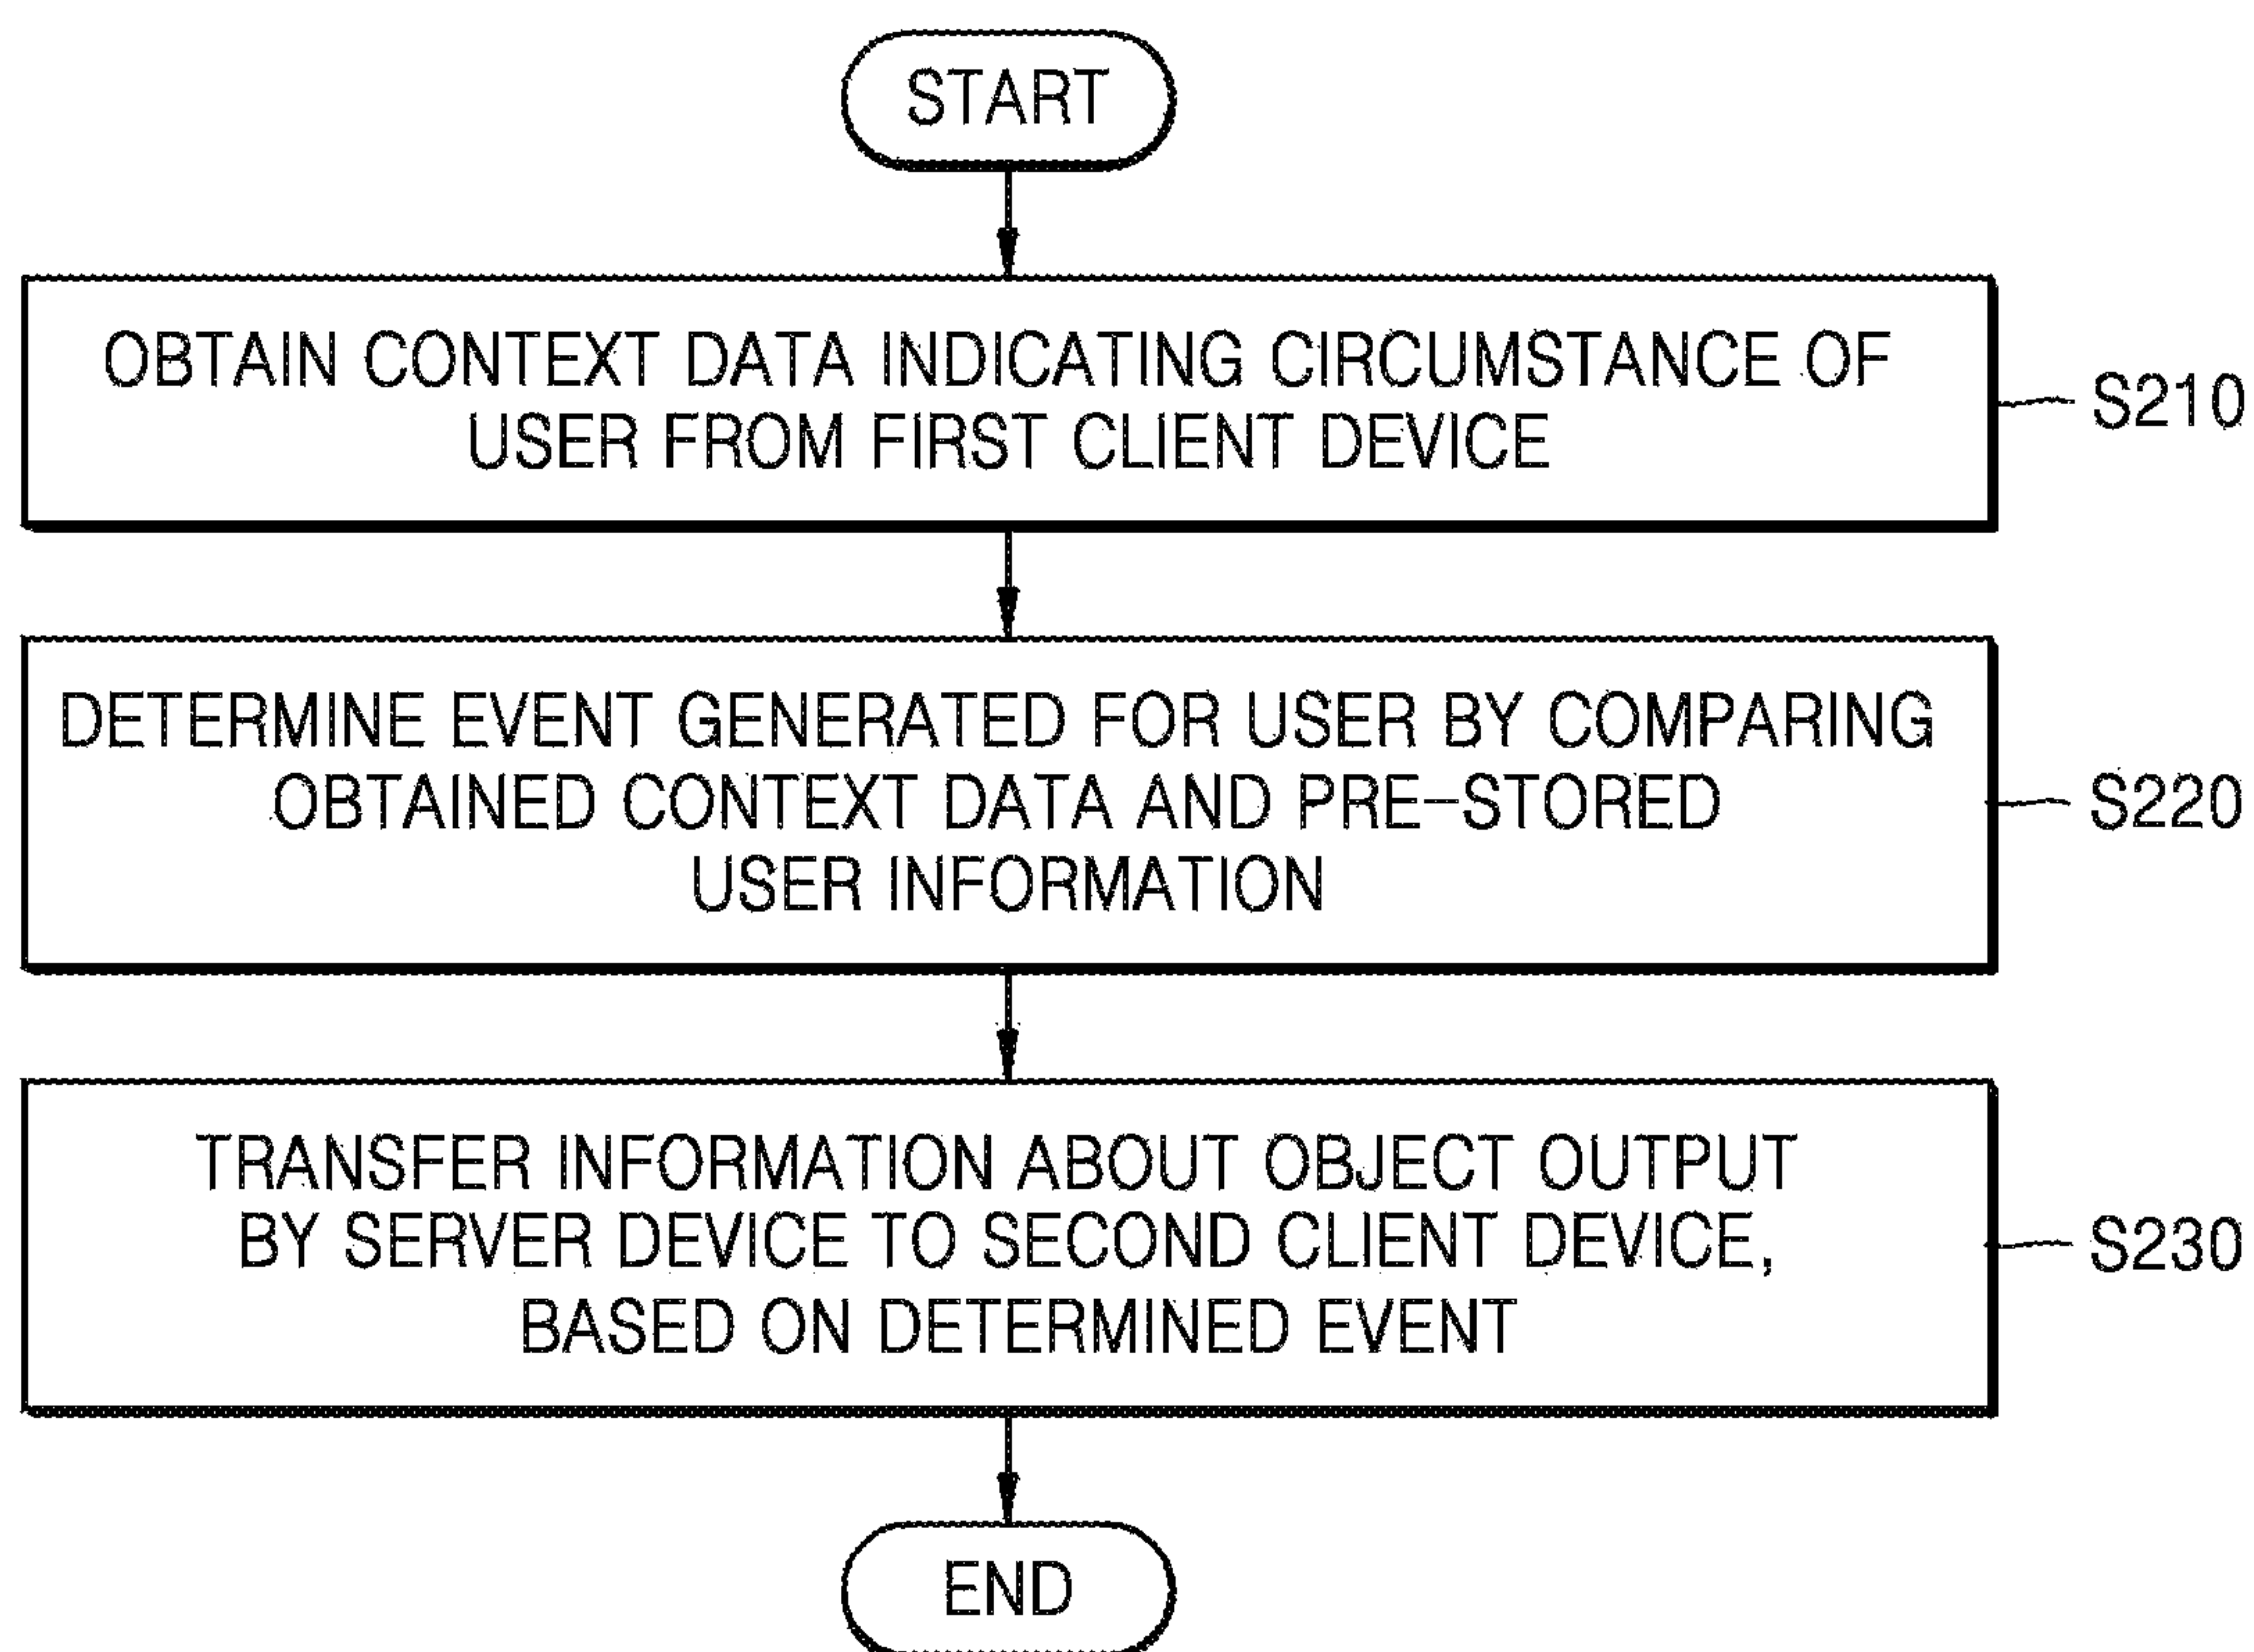 START
OBTAIN CONTEXT DATA INDICATING CIRCUMSTANCE OF
USER FROM FIRST CLIENT DEVICE
S210
DETERMINE EVENT GENERATED FOR USER BY COMPARING
OBTAINED CONTEXT DATA AND PRE-STORED
USER INFORMATION
S220
TRANSFER INFORMATION ABOUT OBJECT OUTPUT
BY SERVER DEVICE TO SECOND CLIENT DEVICE,
BASED ON DETERMINED EVENT
S230
END